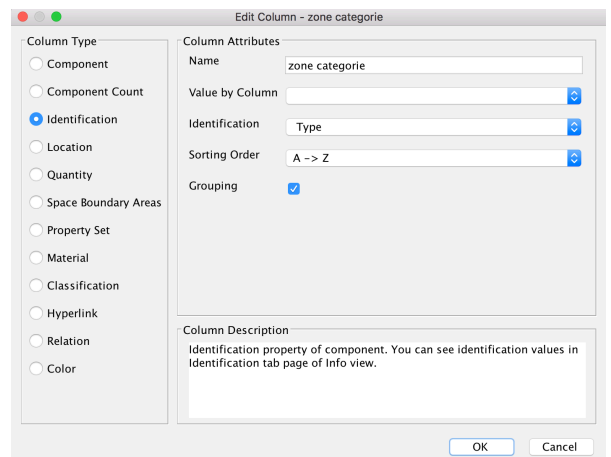 Edit Column - zone categorie
Column Type
Component
Component Count
Identification
Location
Quantity
Space Boundary Areas
Property Set
Material
Classification
Hyperlink
Relation
Color
Column Attributes
Name
zone categorie
Value by Column
Identification
Type
Sorting Order
A -> Z
Grouping
Column Description
Identification property of component. You can see identification values in
Identification tab page of Info view.
OK
Cancel